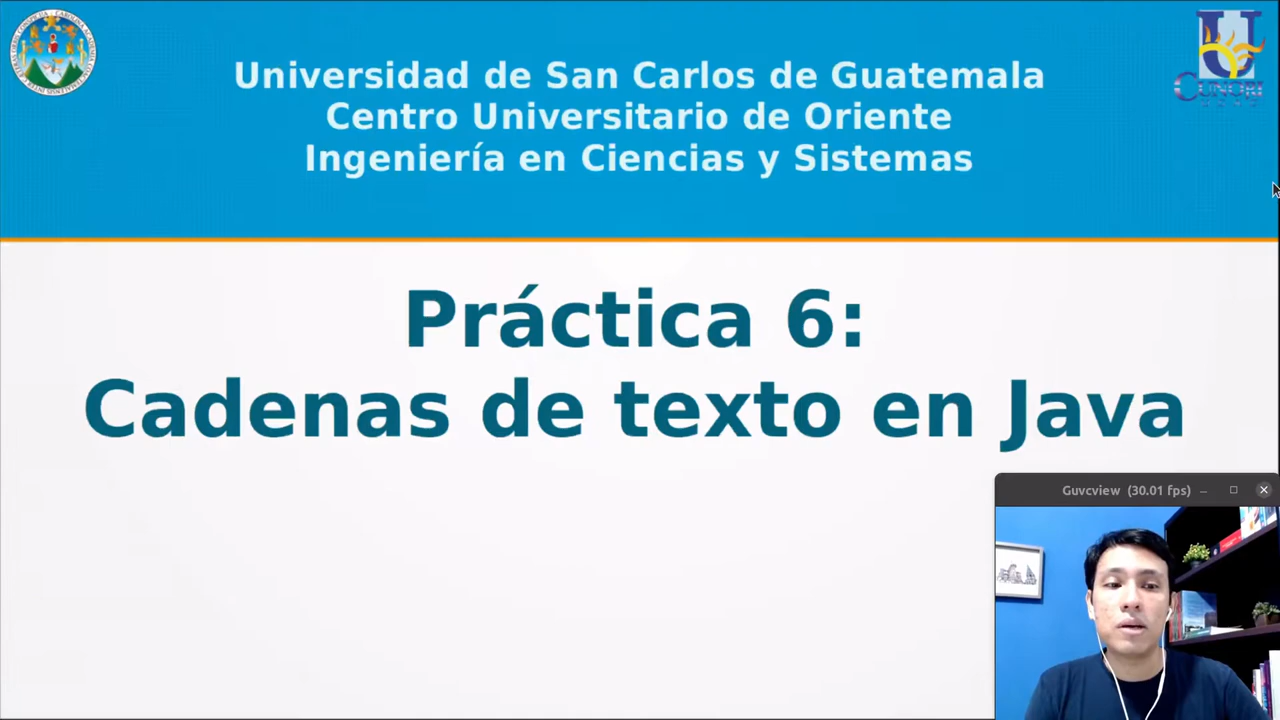 Universidad de San Carlos de Guatemala
Centro Universitario de Oriente
Ingeniería en Ciencias y Sistemas
CUNORI
Práctica 6:
Cadenas de texto en Java
Guvcview (30.01 fps)